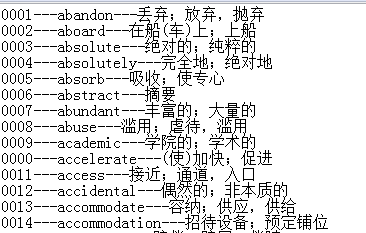 0001---abandon---丢弃；放弃，抛弃
0002---aboard---在船(车)上；上船
0003---absolute---绝对的；纯粹的
0004---absolutely---完全地；绝对地
0005---absorb---吸收；使专心
0006---abstract---摘要
0007---abundant---丰富的；大量的
0008---abuse---滥用；虐待，滥用
0009---academic---学院的；学术的
0000---accelerate---(使)加快；促进
0011---access---接近；通道，入口
0012---accidental---偶然的；非本质的
0013---accommodate---容纳；供应，供给
0014---accommodation---招待设备；预定铺位